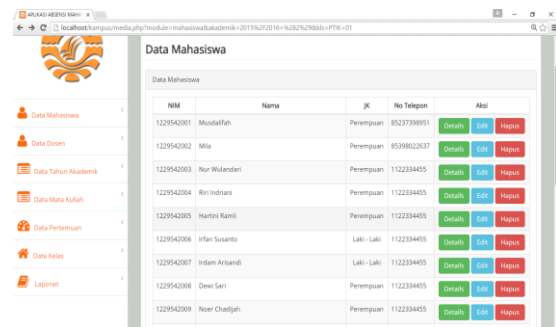 APLIKASI ABSENSI MAHA
localhost/kampus/media.php?module=mahasiswa&akademik=2015%2F2016+%282%29&kls=PTIK+01
Data Mahasiswa
Data Mahasiswa
NIM Nama JK No Telepon Aksi
1229542001 Musdalifah Perempuan 85237398951 Details Edit Hapus
1229542002 Mila Perempuan 85398022637 Details Edit Hapus
1229542003 Nur Wulandari Perempuan 1122334455 Details Edit Hapus
1229542004 Riri Indriani Perempuan 1122334455 Details Edit Hapus
1229542005 Hartini Ramli Perempuan 1122334455 Details Edit Hapus
1229542006 Irfan Susanto Laki - Laki 1122334455 Details Edit Hapus
1229542007 Irdam Arisandi Laki - Laki 1122334455 Details Edit Hapus
1229542008 Dewi Sari Perempuan 1122334455 Details Edit Hapus
1229542009 Noer Chadijah Perempuan 1122334455 Details Edit Hapus
Data Mahasiswa
Data Dosen
Data Tahun Akademik
Data Mata Kuliah
Data Pertemuan
Data Kelas
Laporan